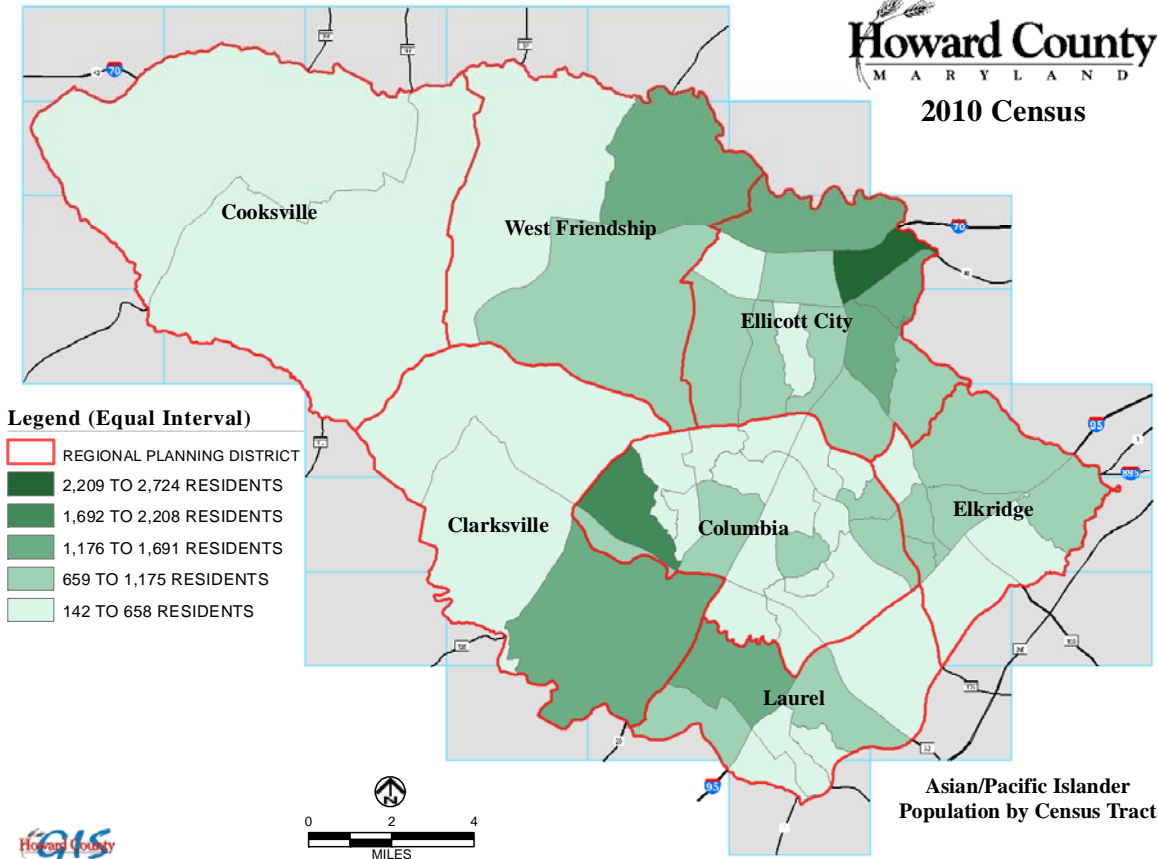 Howard County
MARYLAND
2010 Census
70
Cooksville
West Friendship
70
Ellicott City
Legend (Equal Interval)
REGIONAL PLANNING DISTRICT
2,209 TO 2,724 RESIDENTS
1,692 TO 2,208 RESIDENTS
1,176 TO 1,691 RESIDENTS
659 TO 1,175 RESIDENTS
142 TO 658 RESIDENTS
95
Clarksville
Columbia
Elkridge
Laurel
95
Asian/Pacific Islander
Population by Census Tract
N
0 2 4
MILES
Howard County
GIS